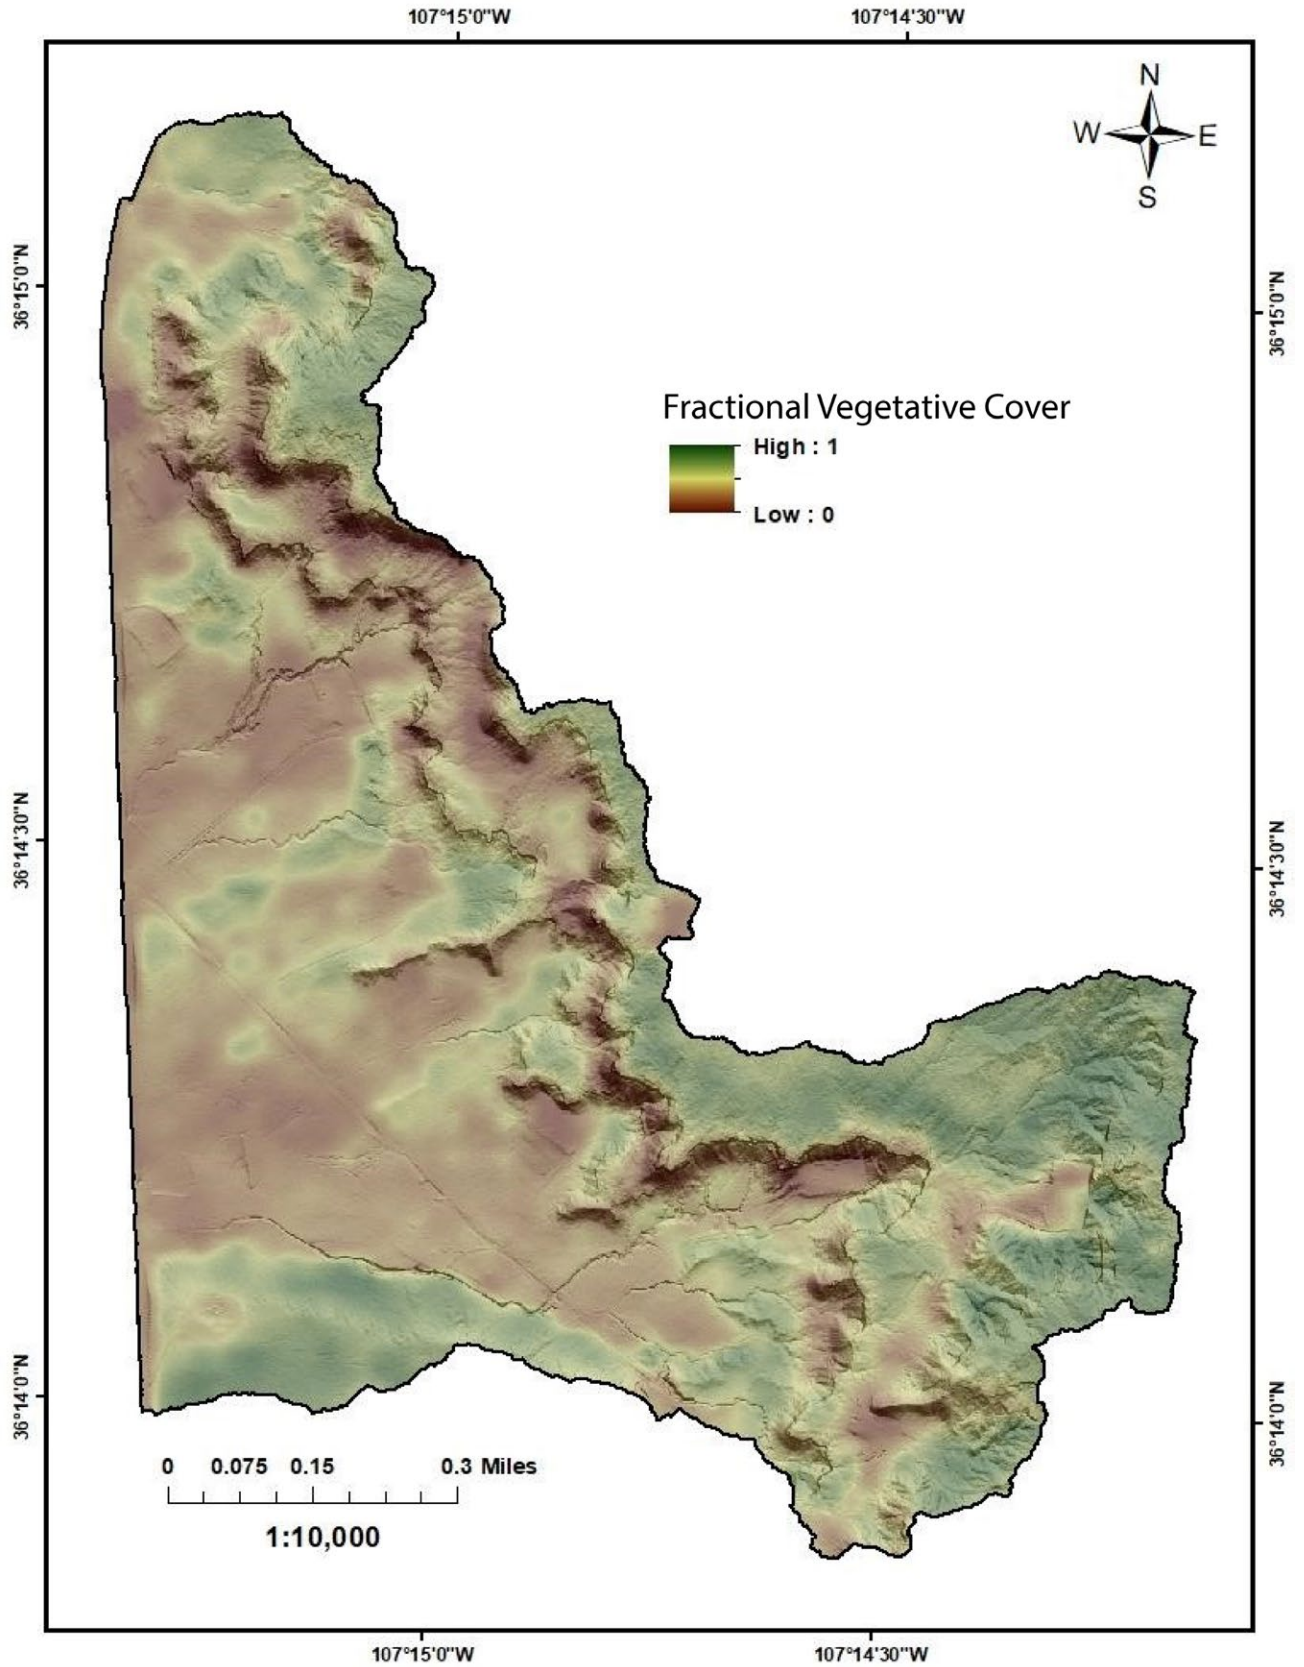 107°15'0"W 107°14'30"W
N
W E
S
36°15'0"N 36°15'0"N
Fractional Vegetative Cover
High : 1
Low : 0
36°14'30"N 36°14'30"N
36°14'0"N 36°14'0"N
0 0.075 0.15 0.3 Miles
1:10,000
107°15'0"W 107°14'30"W